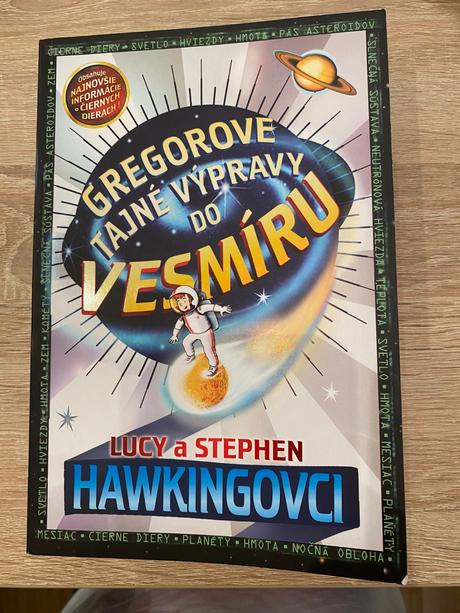 ČIERNE DIERY · SVETLO · HVIEZDY · HMOTA · PÁS ASTEROIDOV
SLNEČNÁ SÚSTAVA · NEUTRÓNOVÁ HVIEZDA · TEPLOTA · SVETLO · HMOTA · MESIAC · PLANÉTY
Obsahuje
NAJNOVŠIE
INFORMÁCIE
o ČIERNYCH
DIERACH!
GREGOROVE
TAJNÉ VÝPRAVY
DO
VESMÍRU
LUCY a STEPHEN
HAWKINGOVCI
SVETLO · HVIEZDY · HMOTA · ZEM · KOMÉTY · SLNEČNÁ SÚSTAVA · PÁS ASTEROIDOV · ZEM
MESIAC · ČIERNE DIERY · PLANÉTY · HMOTA · NOČNÁ OBLOHA